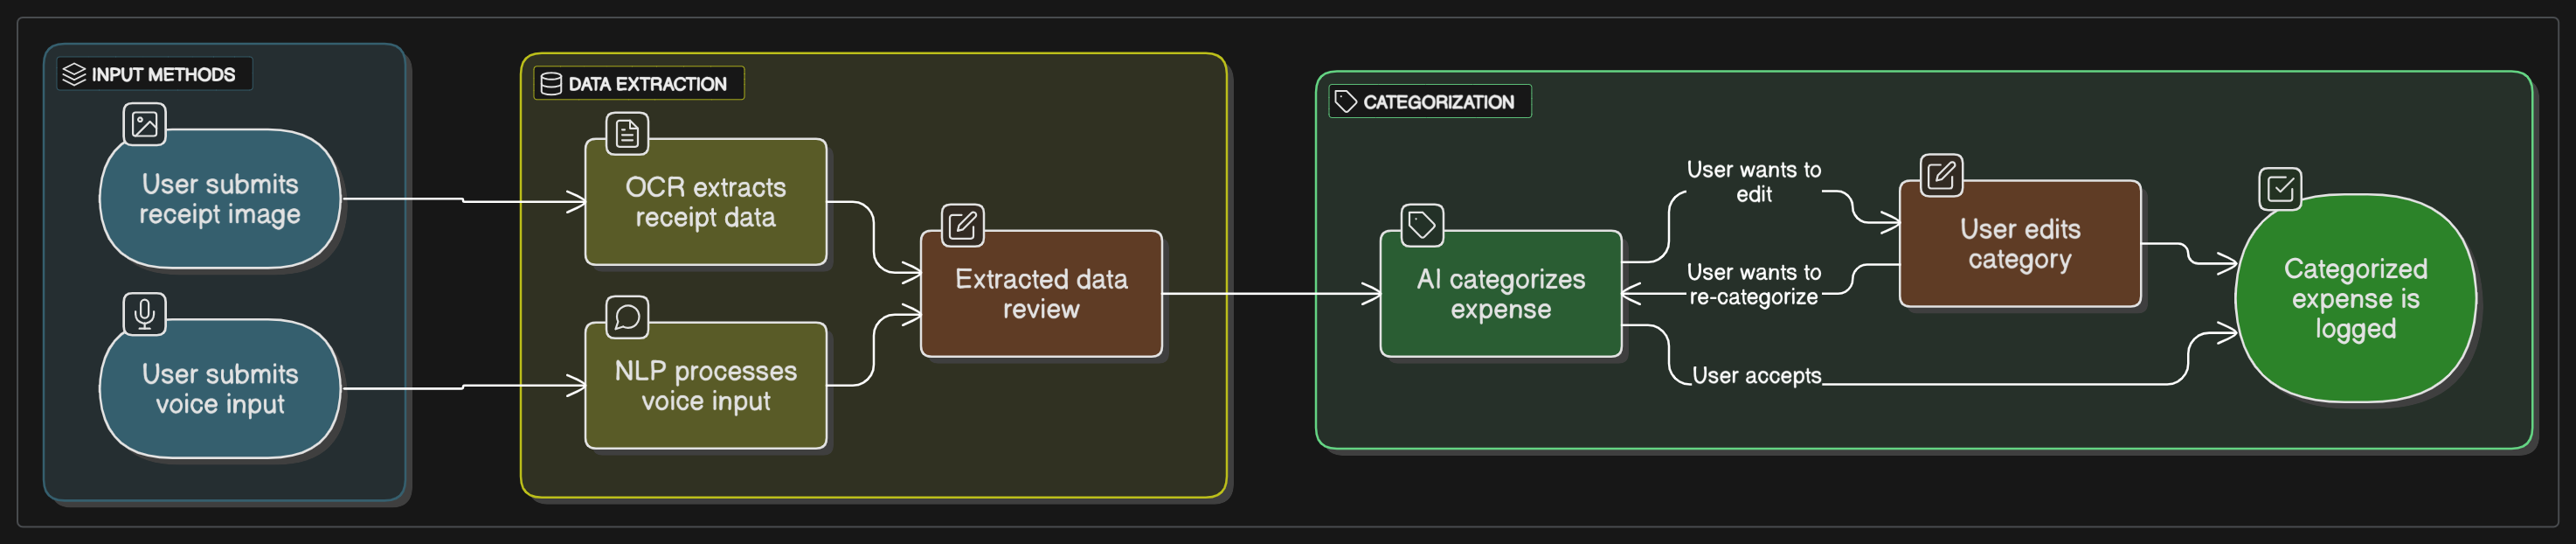 INPUT METHODS
User submits
receipt image
User submits
voice input
DATA EXTRACTION
OCR extracts
receipt data
NLP processes
voice input
Extracted data
review
CATEGORIZATION
AI categorizes
expense
User wants to
edit
User wants to
re-categorize
User accepts
User edits
category
Categorized
expense is
logged